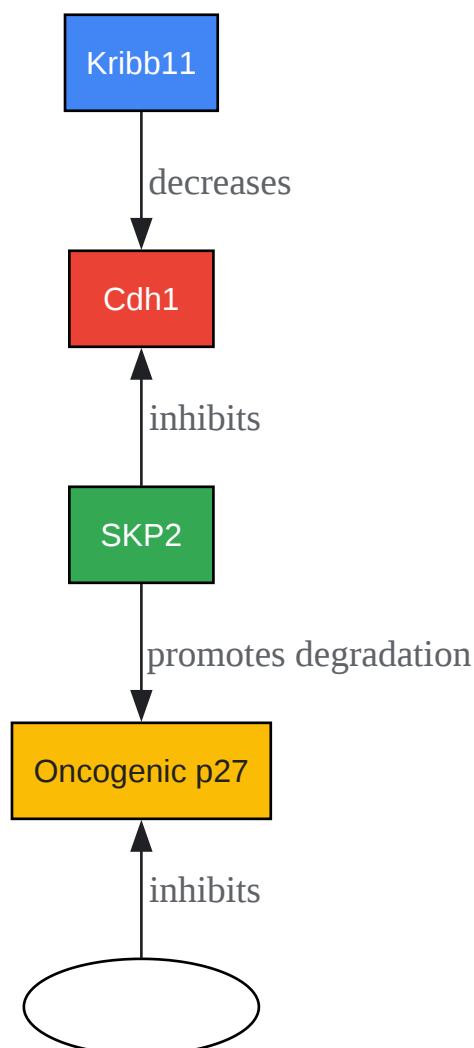 Kribb11
decreases
Cdh1
inhibits
SKP2
promotes degradation
Oncogenic p27
inhibits